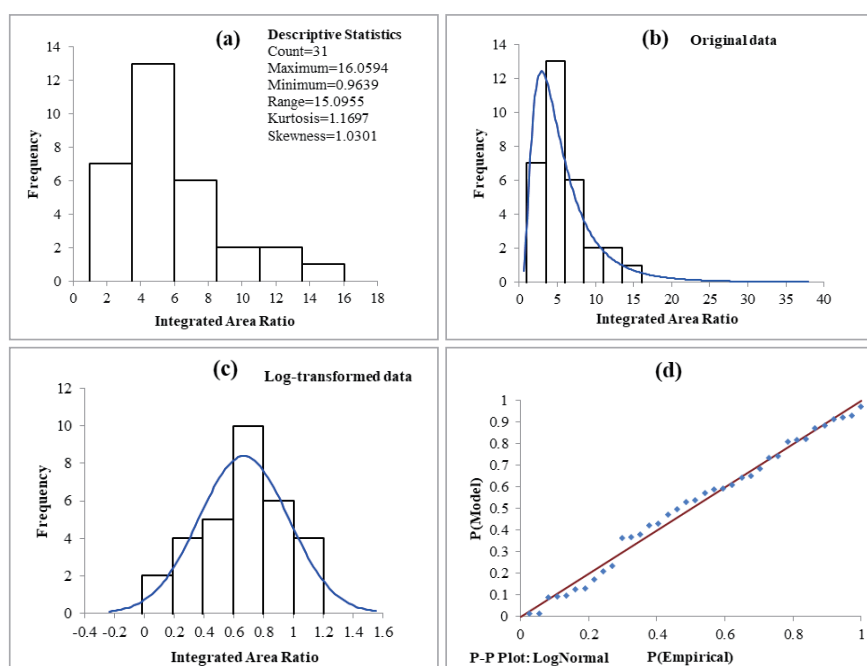 (a)
Descriptive Statistics
Count=31
Maximum=16.0594
Minimum=0.9639
Range=15.0955
Kurtosis=1.1697
Skewness=1.0301
Frequency
14
12
10
8
6
4
2
0
0 2 4 6 8 10 12 14 16 18
Integrated Area Ratio
(b)
Original data
Frequency
14
12
10
8
6
4
2
0
0 5 10 15 20 25 30 35 40
Integrated Area Ratio
(c)
Log-transformed data
Frequency
12
10
8
6
4
2
0
-0.4 -0.2 0 0.2 0.4 0.6 0.8 1 1.2 1.4 1.6
Integrated Area Ratio
(d)
P(Model)
1
0.9
0.8
0.7
0.6
0.5
0.4
0.3
0.2
0.1
0
0 0.2 0.4 0.6 0.8 1
P-P Plot: LogNormal P(Empirical)